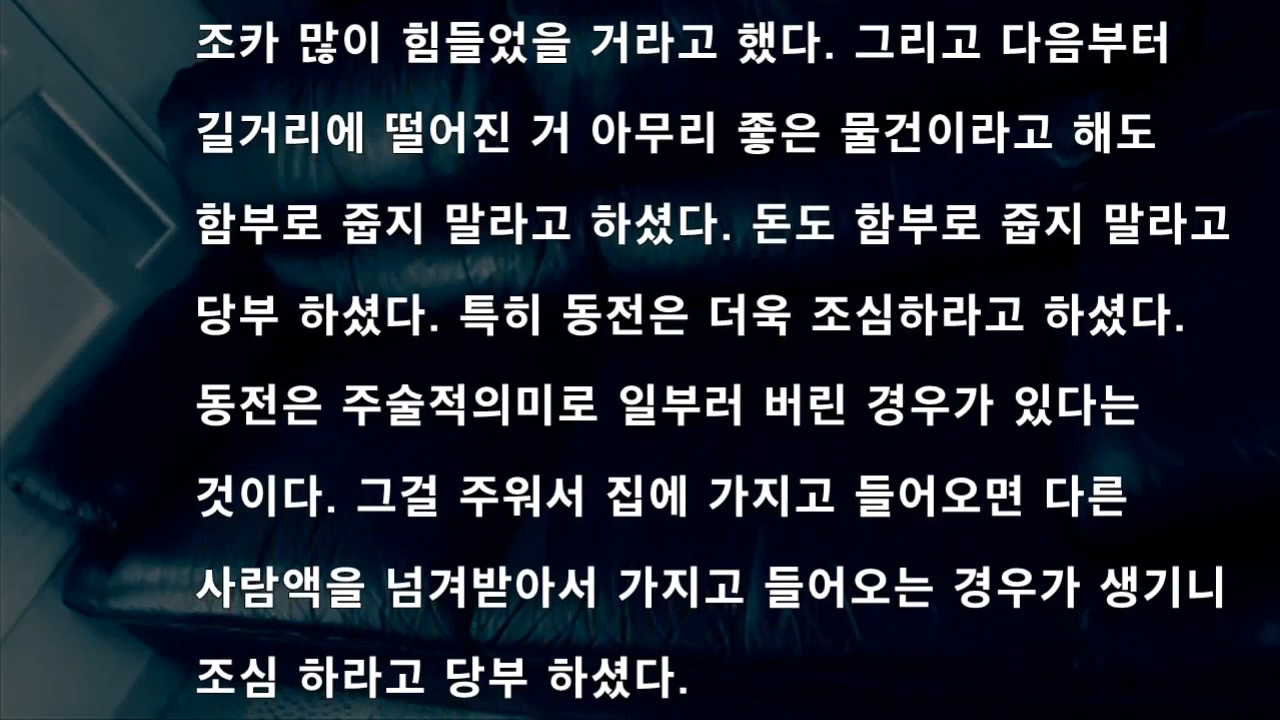 조카 많이 힘들었을 거라고 했다. 그리고 다음부터
길거리에 떨어진 거 아무리 좋은 물건이라고 해도
함부로 줍지 말라고 하셨다. 돈도 함부로 줍지 말라고
당부 하셨다. 특히 동전은 더욱 조심하라고 하셨다.
동전은 주술적의미로 일부러 버린 경우가 있다는
것이다. 그걸 주워서 집에 가지고 들어오면 다른
사람액을 넘겨받아서 가지고 들어오는 경우가 생기니
조심 하라고 당부 하셨다.